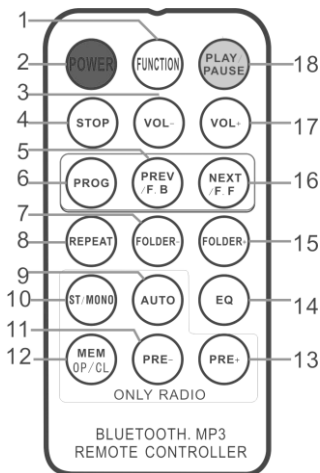 1
2
POWER
FUNCTION
PLAY/
PAUSE
18
3
4
STOP
VOL-
VOL+
17
5
6
PROG
PREV
/F. B
NEXT
/F. F
16
7
8
REPEAT
FOLDER-
FOLDER+
15
9
10
ST/MONO
AUTO
EQ
14
11
12
MEM
OP/CL
PRE-
PRE+
13
ONLY RADIO
BLUETOOTH. MP3
REMOTE CONTROLLER